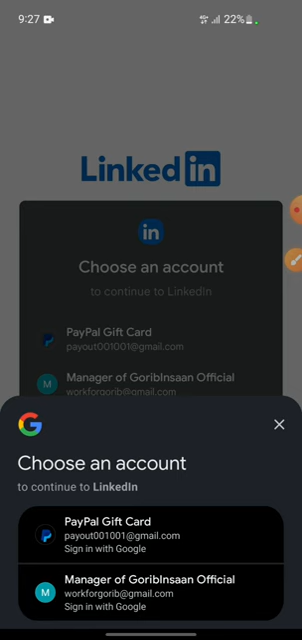 9:27
22%
Linkedin
in
Choose an account
to continue to LinkedIn
PayPal Gift Card
payout001001@gmail.com
M
Manager of GoribInsaan Official
workforgorib@gmail.com
G
Choose an account
to continue to LinkedIn
PayPal Gift Card
payout001001@gmail.com
Sign in with Google
M
Manager of GoribInsaan Official
workforgorib@gmail.com
Sign in with Google